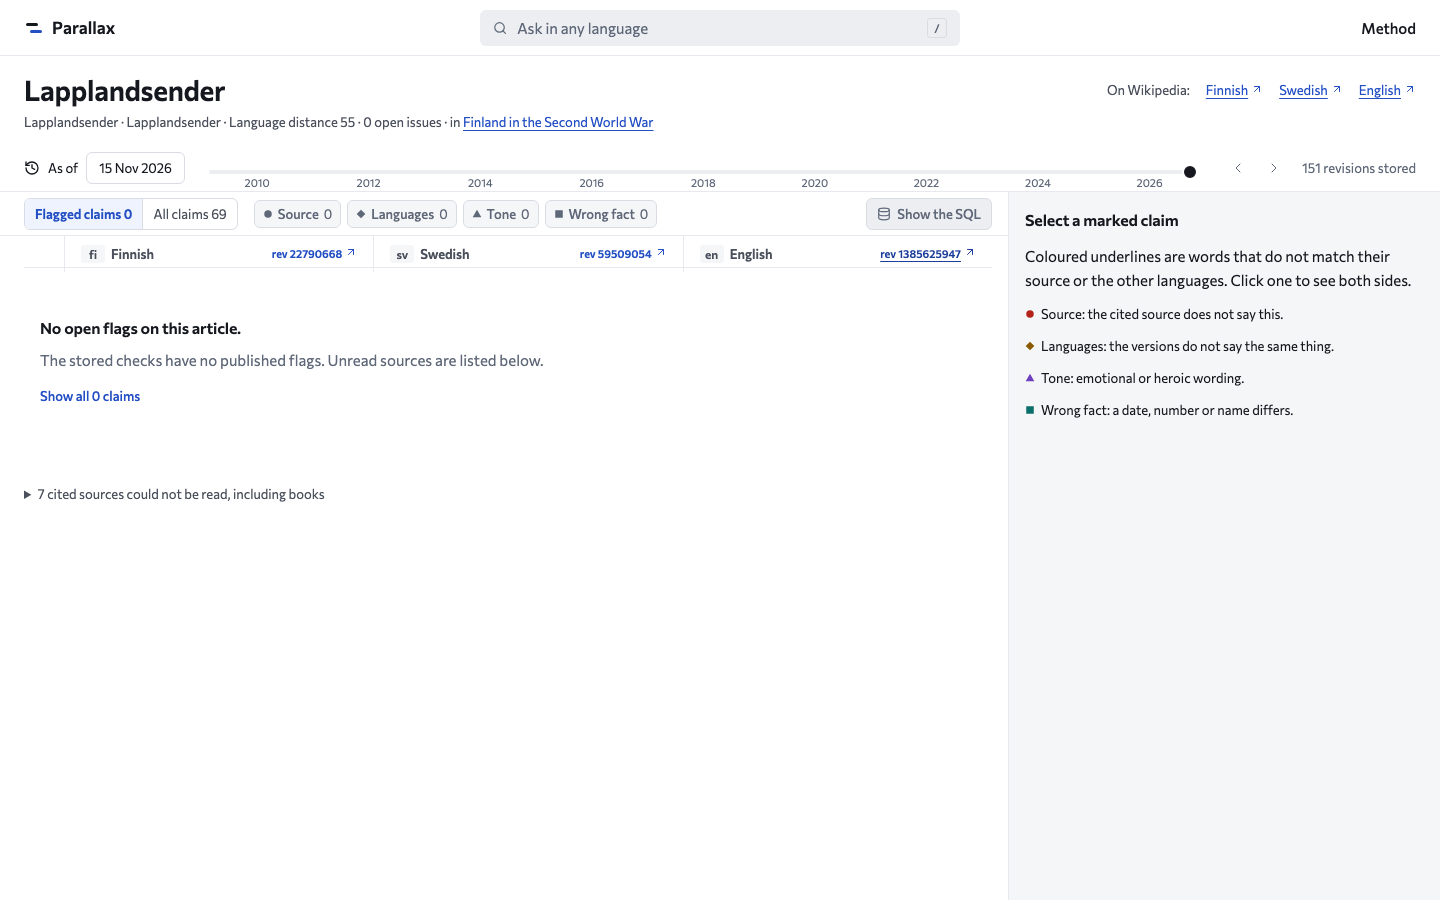 Parallax
Ask in any language
/
Method
Lapplandsender
On Wikipedia: Finnish Swedish English
Lapplandsender · Lapplandsender · Language distance 55 · 0 open issues · in Finland in the Second World War
As of 15 Nov 2026
2010 2012 2014 2016 2018 2020 2022 2024 2026
151 revisions stored
Flagged claims 0 All claims 69 Source 0 Languages 0 Tone 0 Wrong fact 0 Show the SQL
fi Finnish rev 22790668 sv Swedish rev 59509054 en English rev 1385625947
No open flags on this article.
The stored checks have no published flags. Unread sources are listed below.
Show all 0 claims
7 cited sources could not be read, including books
Select a marked claim
Coloured underlines are words that do not match their
source or the other languages. Click one to see both sides.
Source: the cited source does not say this.
Languages: the versions do not say the same thing.
Tone: emotional or heroic wording.
Wrong fact: a date, number or name differs.